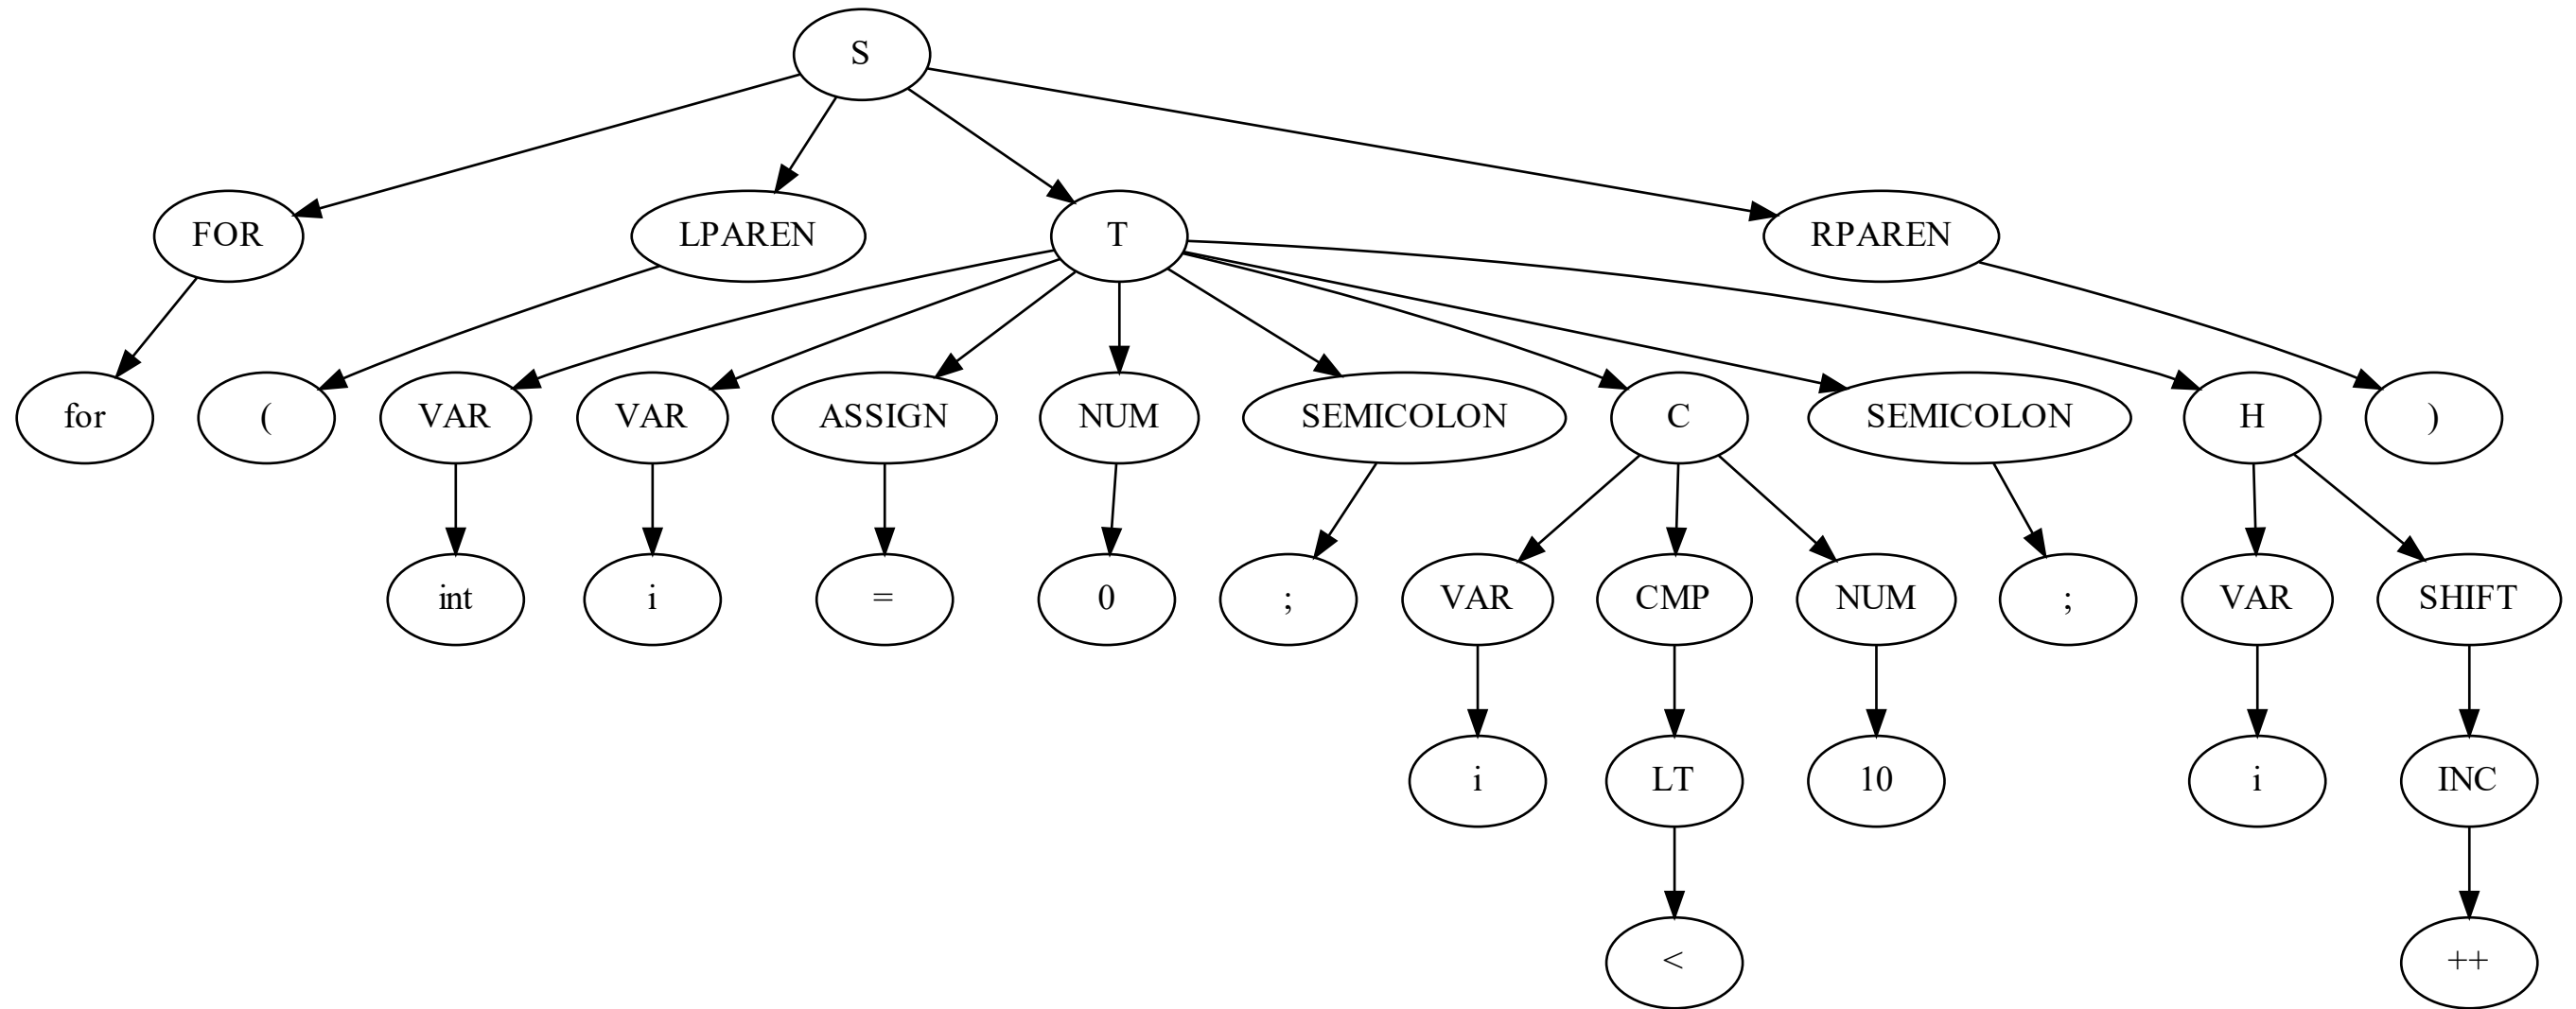 S
FOR LPAREN T RPAREN
for ( VAR VAR ASSIGN NUM SEMICOLON C SEMICOLON H )
int i = 0 ; VAR CMP NUM ; VAR SHIFT
i LT 10 i INC
< ++